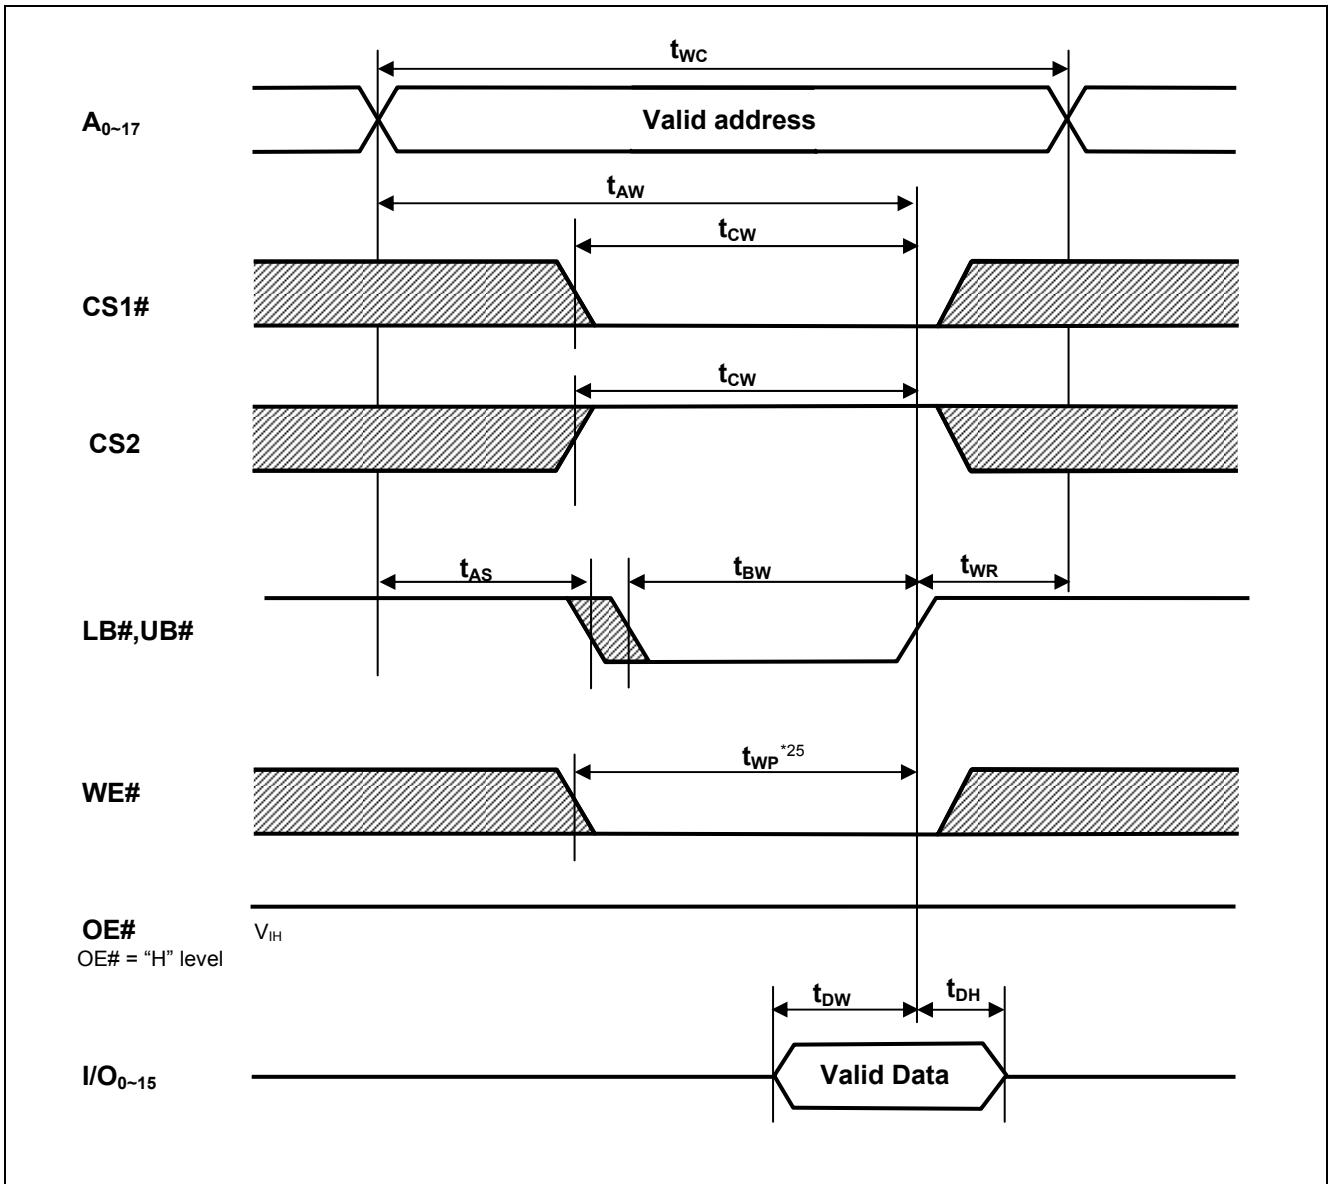 tWC
A0~17
Valid address
tAW
tCW
CS1#
tCW
CS2
tAS
tBW
tWR
LB#,UB#
tWP*25
WE#
OE#
VIH
OE# = “H” level
tDW
tDH
I/O0~15
Valid Data